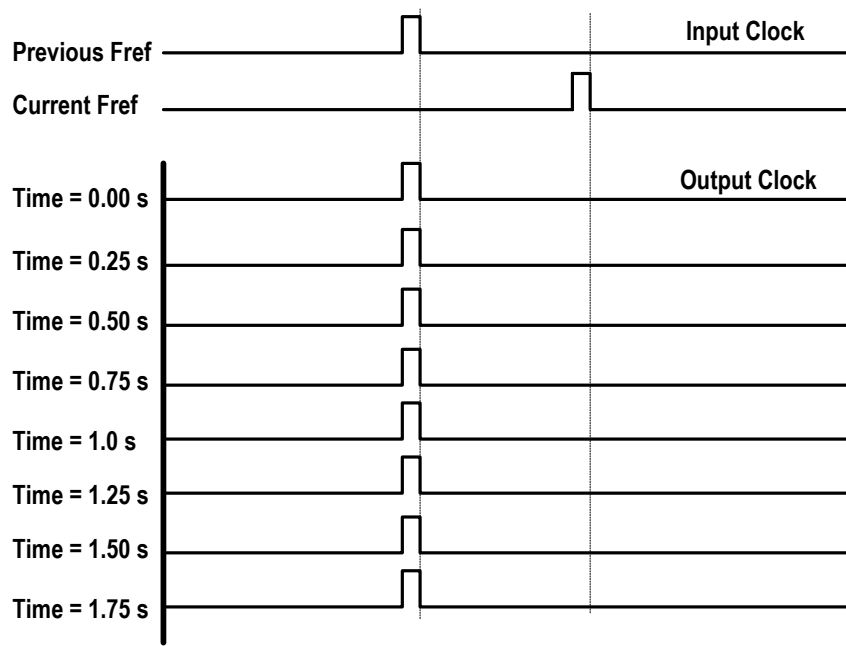 Input Clock
Previous Fref
Current Fref
Output Clock
Time = 0.00 s
Time = 0.25 s
Time = 0.50 s
Time = 0.75 s
Time = 1.0 s
Time = 1.25 s
Time = 1.50 s
Time = 1.75 s